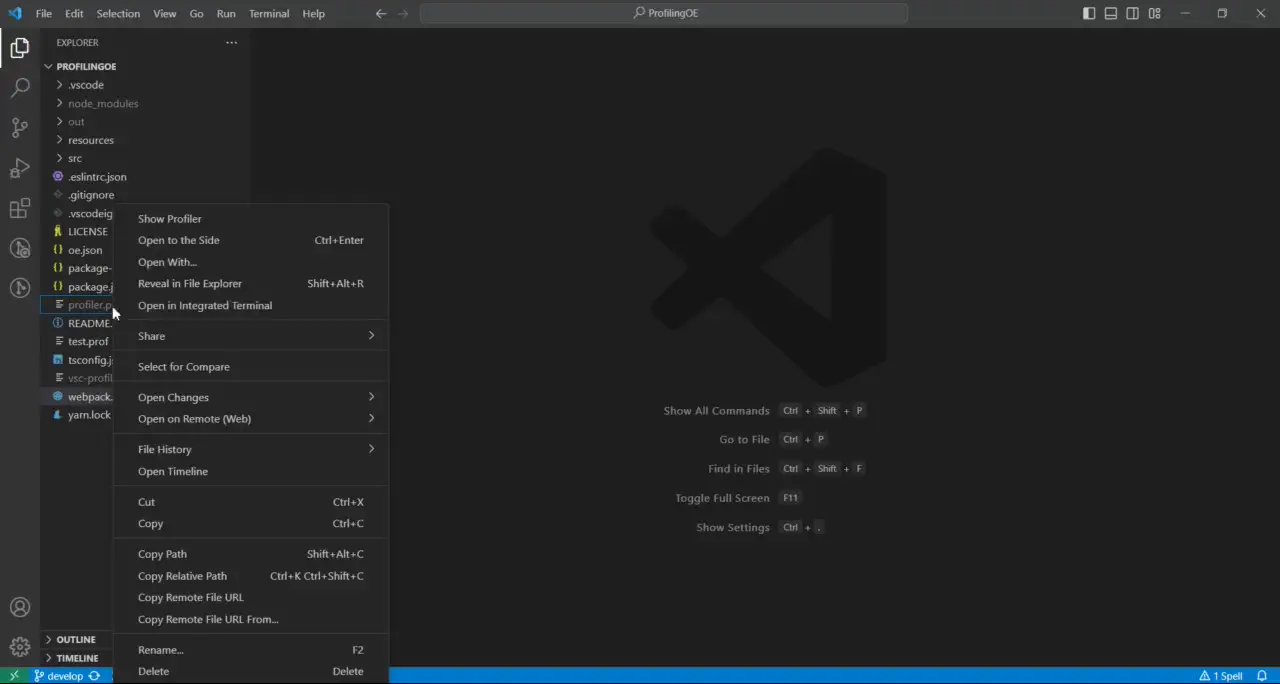 File Edit Selection View Go Run Terminal Help
ProfilingOE
EXPLORER
PROFILINGOE
.vscode
node_modules
out
resources
src
.eslintrc.json
.gitignore
.vscodeig
LICENSE
oe.json
package-
package.j
profiler.p
README.
test.prof
tsconfig.js
vsc-profil
webpack.
yarn.lock
OUTLINE
TIMELINE
Show Profiler
Open to the Side Ctrl+Enter
Open With...
Reveal in File Explorer Shift+Alt+R
Open in Integrated Terminal
Share
Select for Compare
Open Changes
Open on Remote (Web)
File History
Open Timeline
Cut Ctrl+X
Copy Ctrl+C
Copy Path Shift+Alt+C
Copy Relative Path Ctrl+K Ctrl+Shift+C
Copy Remote File URL
Copy Remote File URL From...
Rename... F2
Delete Delete
Show All Commands Ctrl + Shift + P
Go to File Ctrl + P
Find in Files Ctrl + Shift + F
Toggle Full Screen F11
Show Settings Ctrl + .
develop
1 Spell